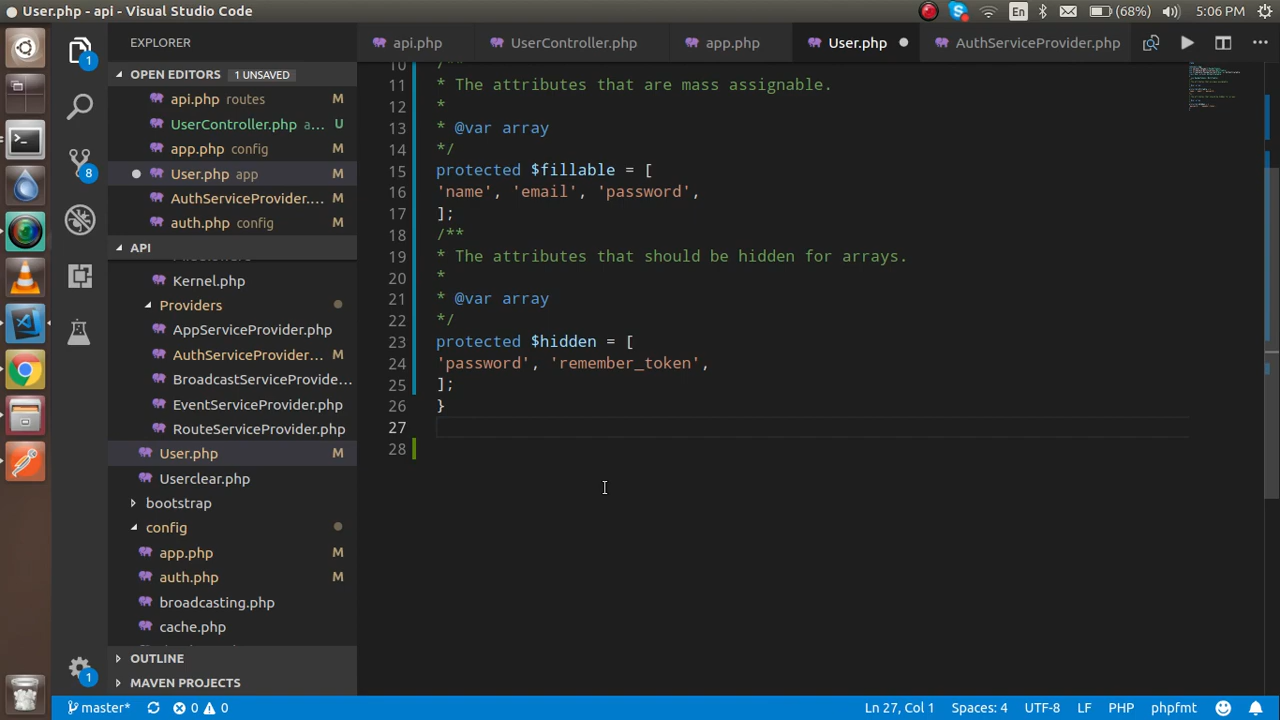 User.php - api - Visual Studio Code
En
(68%)
5:06 PM
EXPLORER
api.php
UserController.php
app.php
User.php
AuthServiceProvider.php
OPEN EDITORS 1 UNSAVED
api.php routes M
UserController.php a... U
app.php config M
User.php app M
AuthServiceProvider.... M
auth.php config M
API
Kernel.php
Providers
AppServiceProvider.php
AuthServiceProvider... M
BroadcastServiceProvide...
EventServiceProvider.php
RouteServiceProvider.php
User.php M
Userclear.php
bootstrap
config
app.php M
auth.php M
broadcasting.php
cache.php
OUTLINE
MAVEN PROJECTS
1
8
1
10 /**
11 * The attributes that are mass assignable.
12 *
13 * @var array
14 */
15 protected $fillable = [
16 'name', 'email', 'password',
17 ];
18 /**
19 * The attributes that should be hidden for arrays.
20 *
21 * @var array
22 */
23 protected $hidden = [
24 'password', 'remember_token',
25 ];
26 }
27
28
master* 0 0
Ln 27, Col 1 Spaces: 4 UTF-8 LF PHP phpfmt